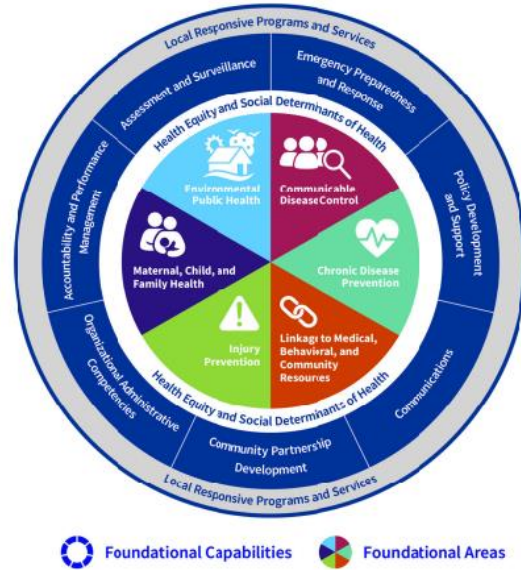 Local Responsive Programs and Services
Assessment and Surveillance
Emergency Preparedness
and Response
Health Equity and Social Determinants of Health
Environmental
Public Health
Communicable
Disease Control
Accountability and Performance
Management
Policy Development
and Support
Maternal, Child, and
Family Health
Chronic Disease
Prevention
Injury
Prevention
Linkage to Medical,
Behavioral, and
Community
Resources
Organizational Administrative
Competencies
Communications
Health Equity and Social Determinants of Health
Community Partnership
Development
Local Responsive Programs and Services
Foundational Capabilities
Foundational Areas